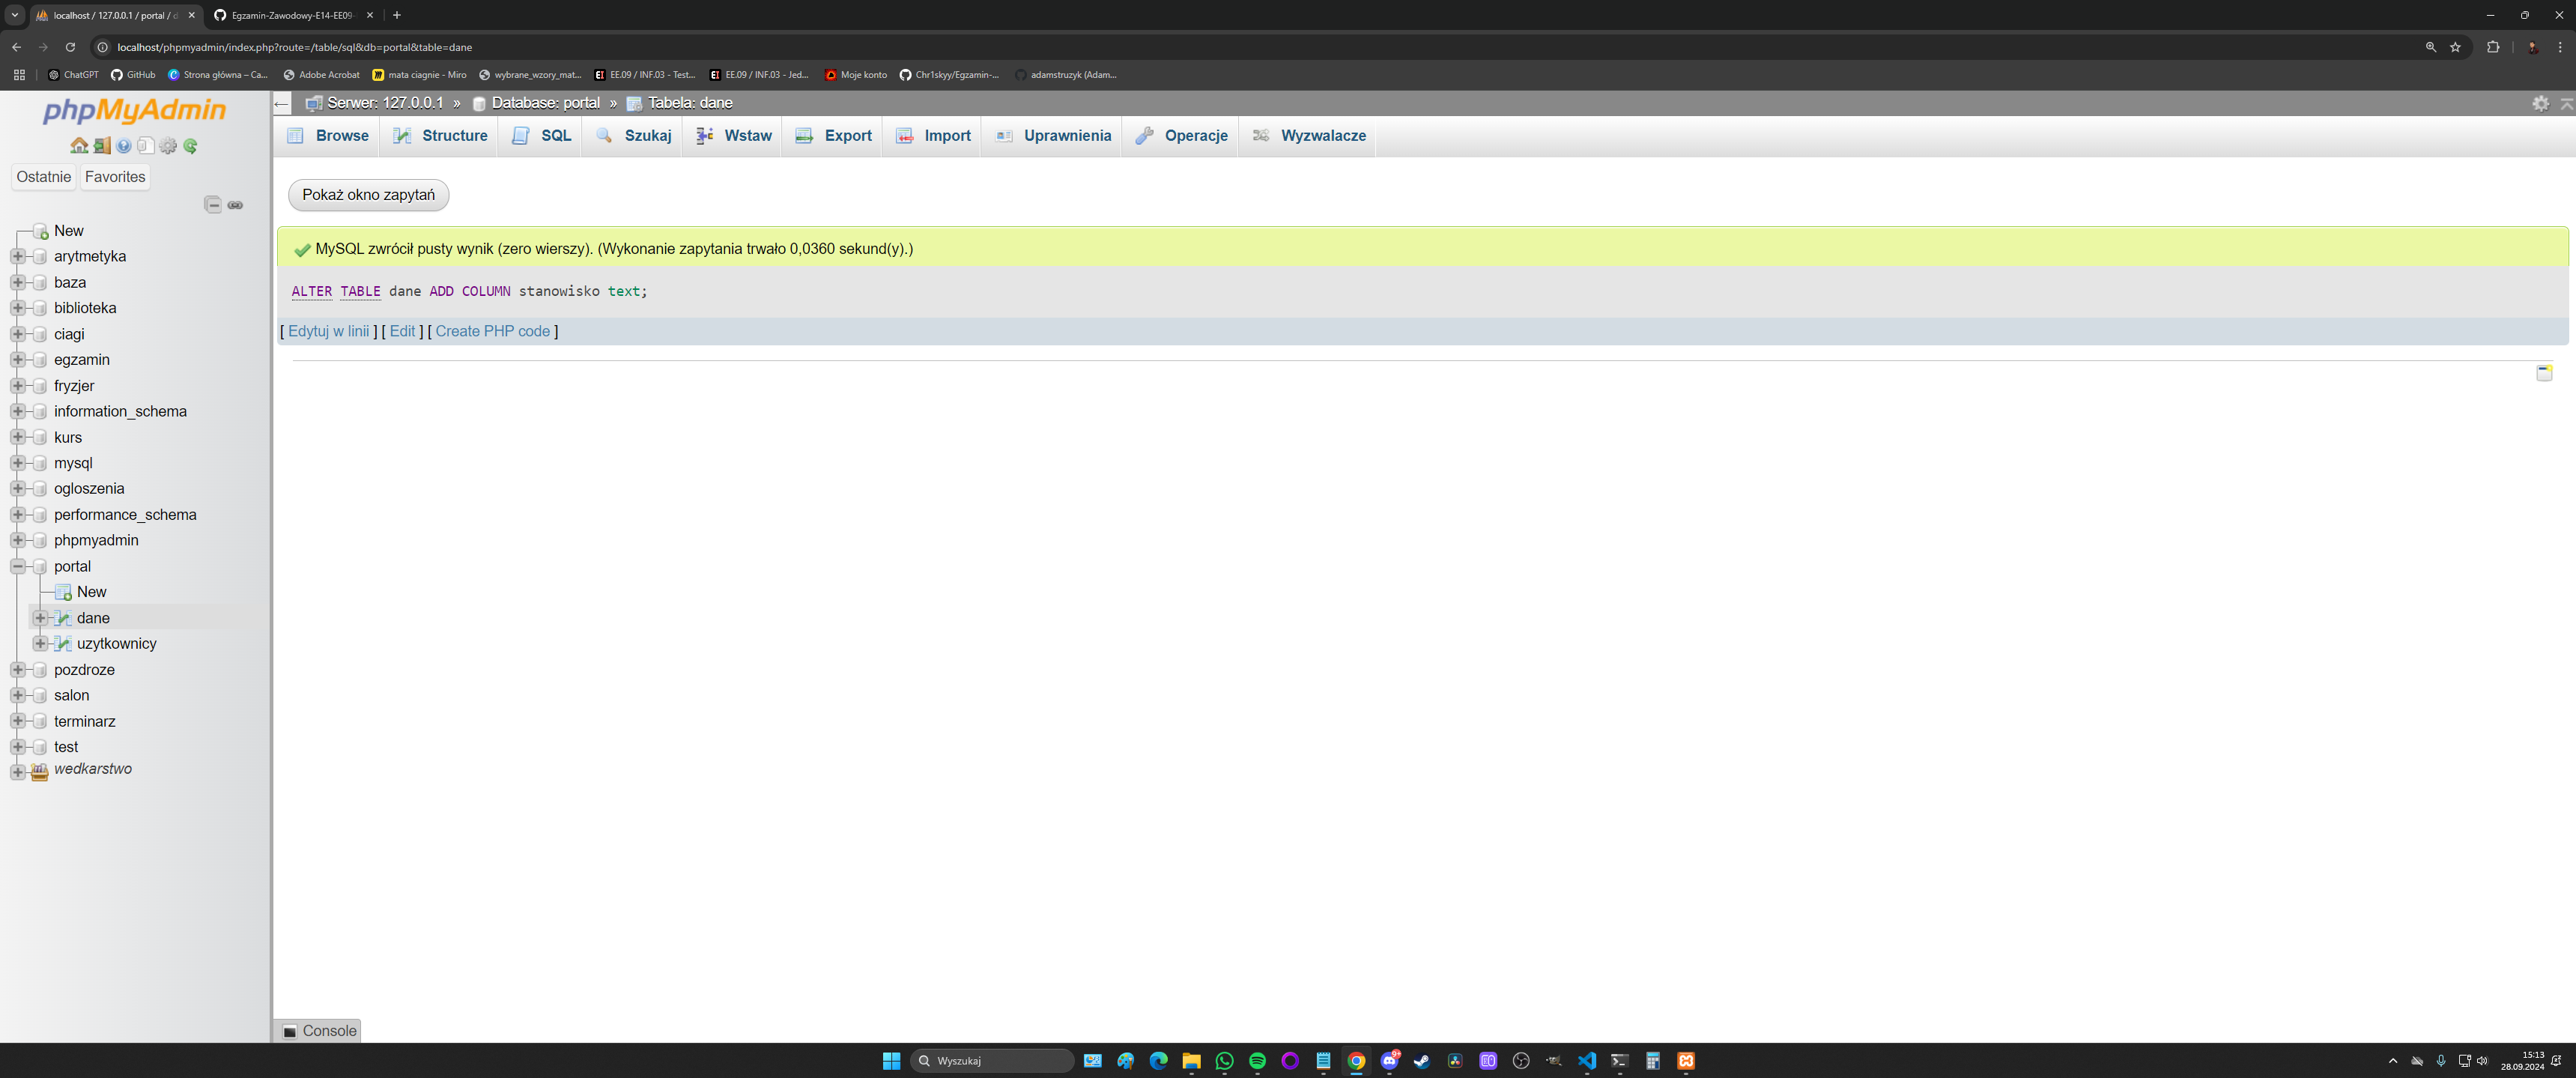 localhost / 127.0.0.1 / portal / d
Egzamin-Zawodowy-E14-EE09-
localhost/phpmyadmin/index.php?route=/table/sql&db=portal&table=dane
ChatGPT
GitHub
Strona główna – Ca...
Adobe Acrobat
mata ciagnie - Miro
wybrane_wzory_mat...
EE.09 / INF.03 - Test...
EE.09 / INF.03 - Jed...
Moje konto
Chr1skyy/Egzamin-...
adamstruzyk (Adam...
phpMyAdmin
Ostatnie
Favorites
New
arytmetyka
baza
biblioteka
ciagi
egzamin
fryzjer
information_schema
kurs
mysql
ogloszenia
performance_schema
phpmyadmin
portal
New
dane
uzytkownicy
pozdroze
salon
terminarz
test
wedkarstwo
Serwer: 127.0.0.1 » Database: portal » Tabela: dane
Browse
Structure
SQL
Szukaj
Wstaw
Export
Import
Uprawnienia
Operacje
Wyzwalacze
Pokaż okno zapytań
MySQL zwrócił pusty wynik (zero wierszy). (Wykonanie zapytania trwało 0,0360 sekund(y).)
ALTER TABLE dane ADD COLUMN stanowisko text;
[ Edytuj w linii ] [ Edit ] [ Create PHP code ]
Console
Wyszukaj
9+
15:13
28.09.2024